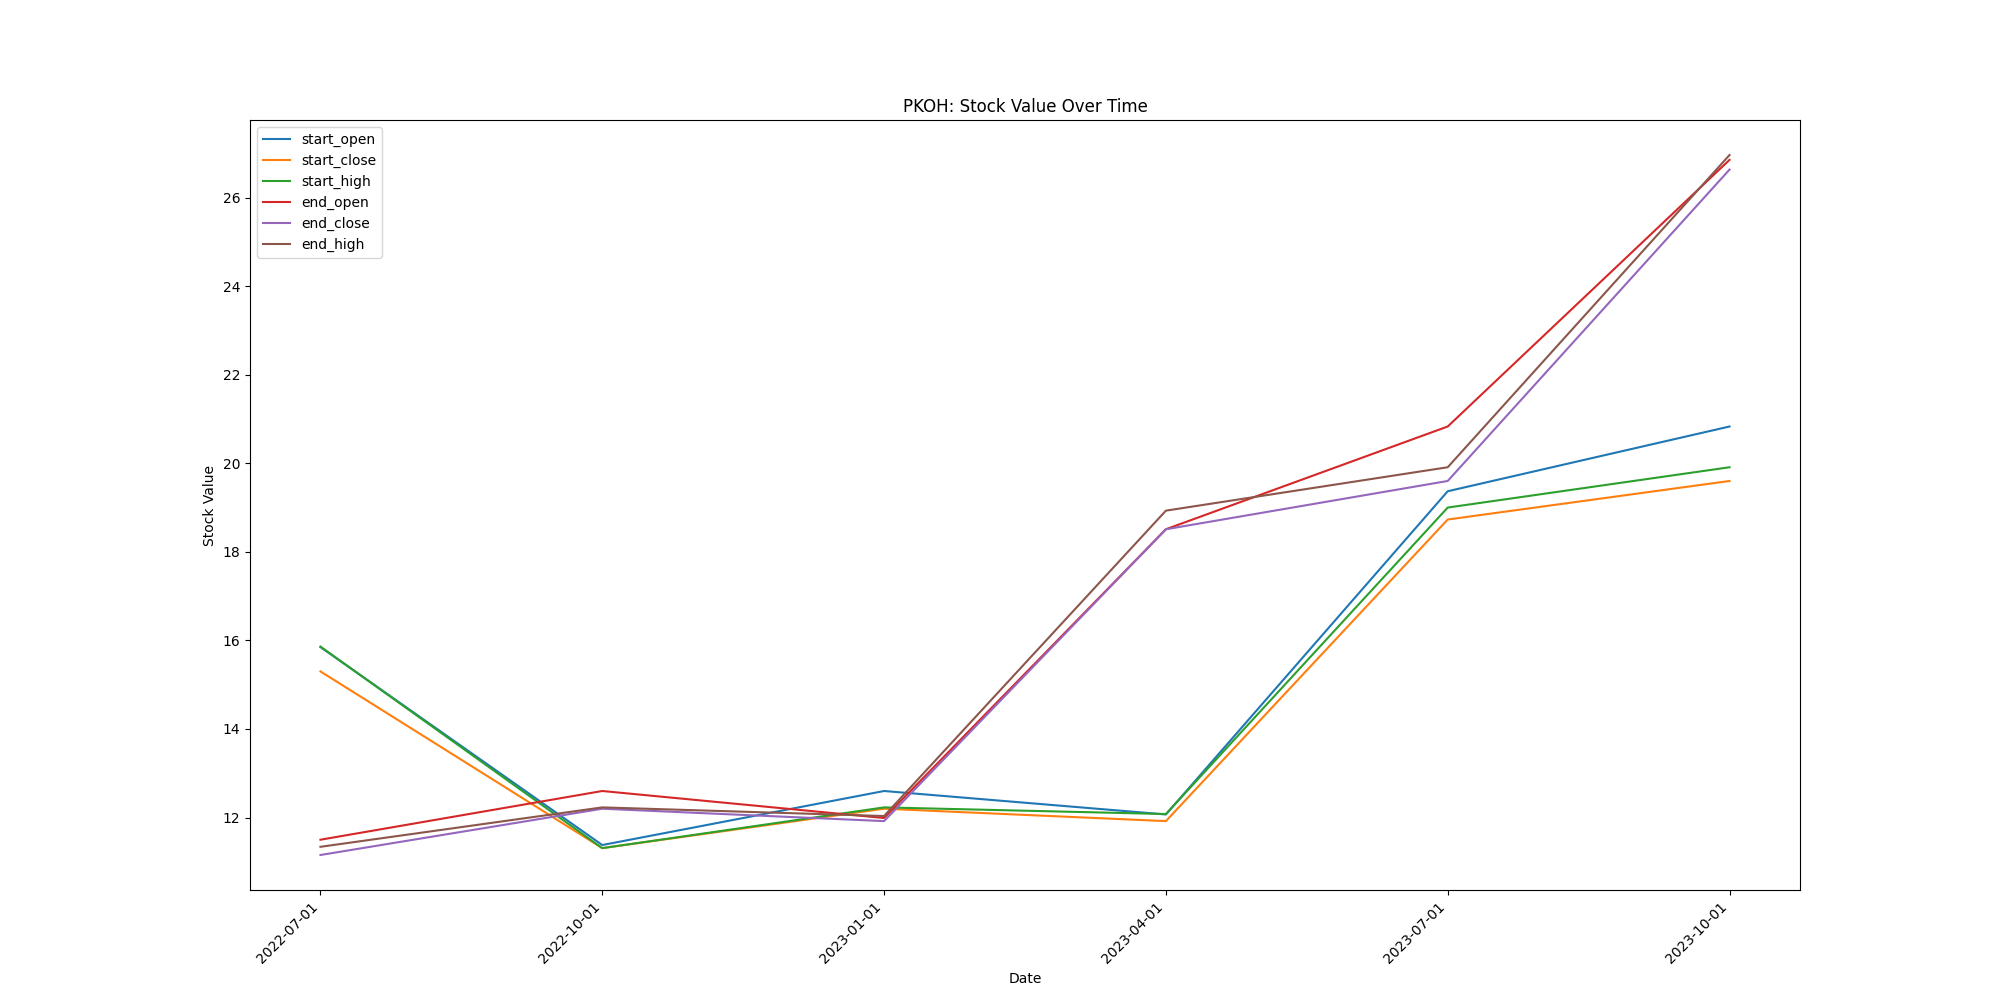 PKOH: Stock Value Over Time
start_open
start_close
start_high
end_open
end_close
end_high
26
24
22
20
18
16
14
12
Stock Value
2022-07-01
2022-10-01
2023-01-01
2023-04-01
2023-07-01
2023-10-01
Date